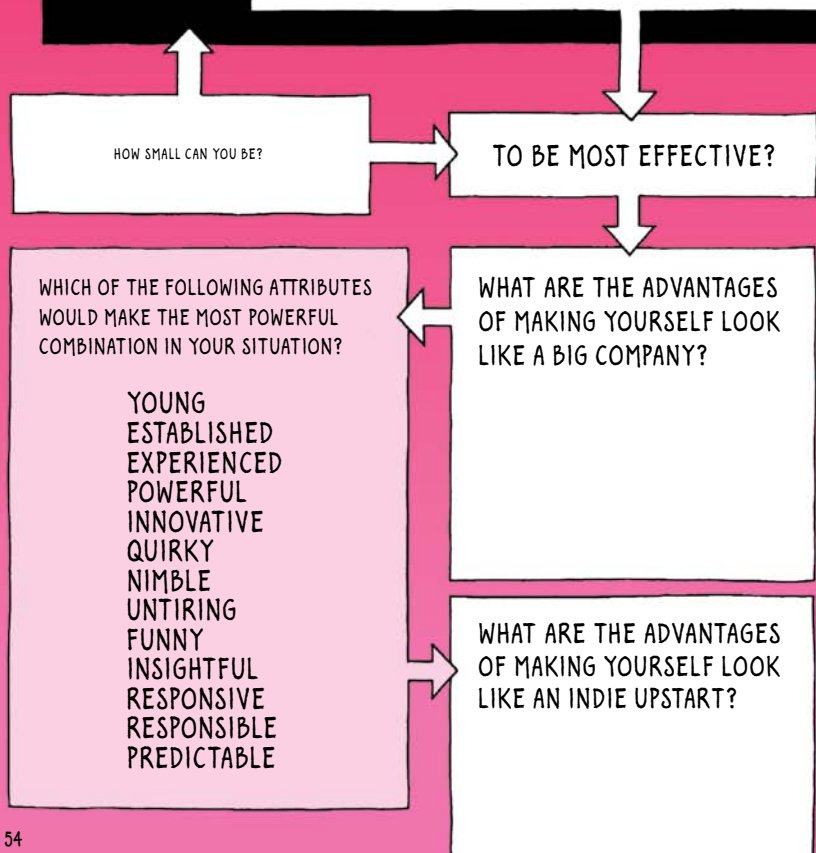 HOW SMALL CAN YOU BE?
TO BE MOST EFFECTIVE?
WHAT ARE THE ADVANTAGES
OF MAKING YOURSELF LOOK
LIKE A BIG COMPANY?
WHICH OF THE FOLLOWING ATTRIBUTES
WOULD MAKE THE MOST POWERFUL
COMBINATION IN YOUR SITUATION?
YOUNG
ESTABLISHED
EXPERIENCED
POWERFUL
INNOVATIVE
QUIRKY
NIMBLE
UNTIRING
FUNNY
INSIGHTFUL
RESPONSIVE
RESPONSIBLE
PREDICTABLE
WHAT ARE THE ADVANTAGES
OF MAKING YOURSELF LOOK
LIKE AN INDIE UPSTART?
54